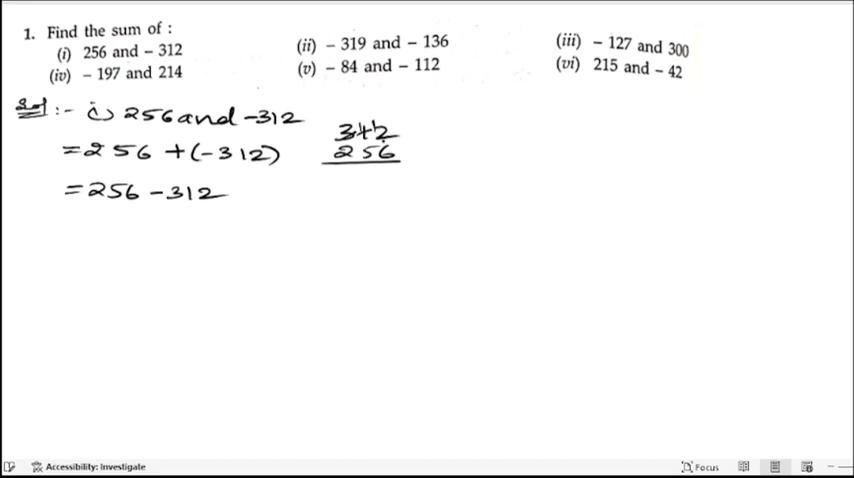 1. Find the sum of :
(i) 256 and – 312 (ii) – 319 and – 136 (iii) – 127 and 300
(iv) – 197 and 214 (v) – 84 and – 112 (vi) 215 and – 42
Sol :- i) 256 and -312
= 256 + (-312)
312
256
= 256 - 312
Accessibility: Investigate
Focus